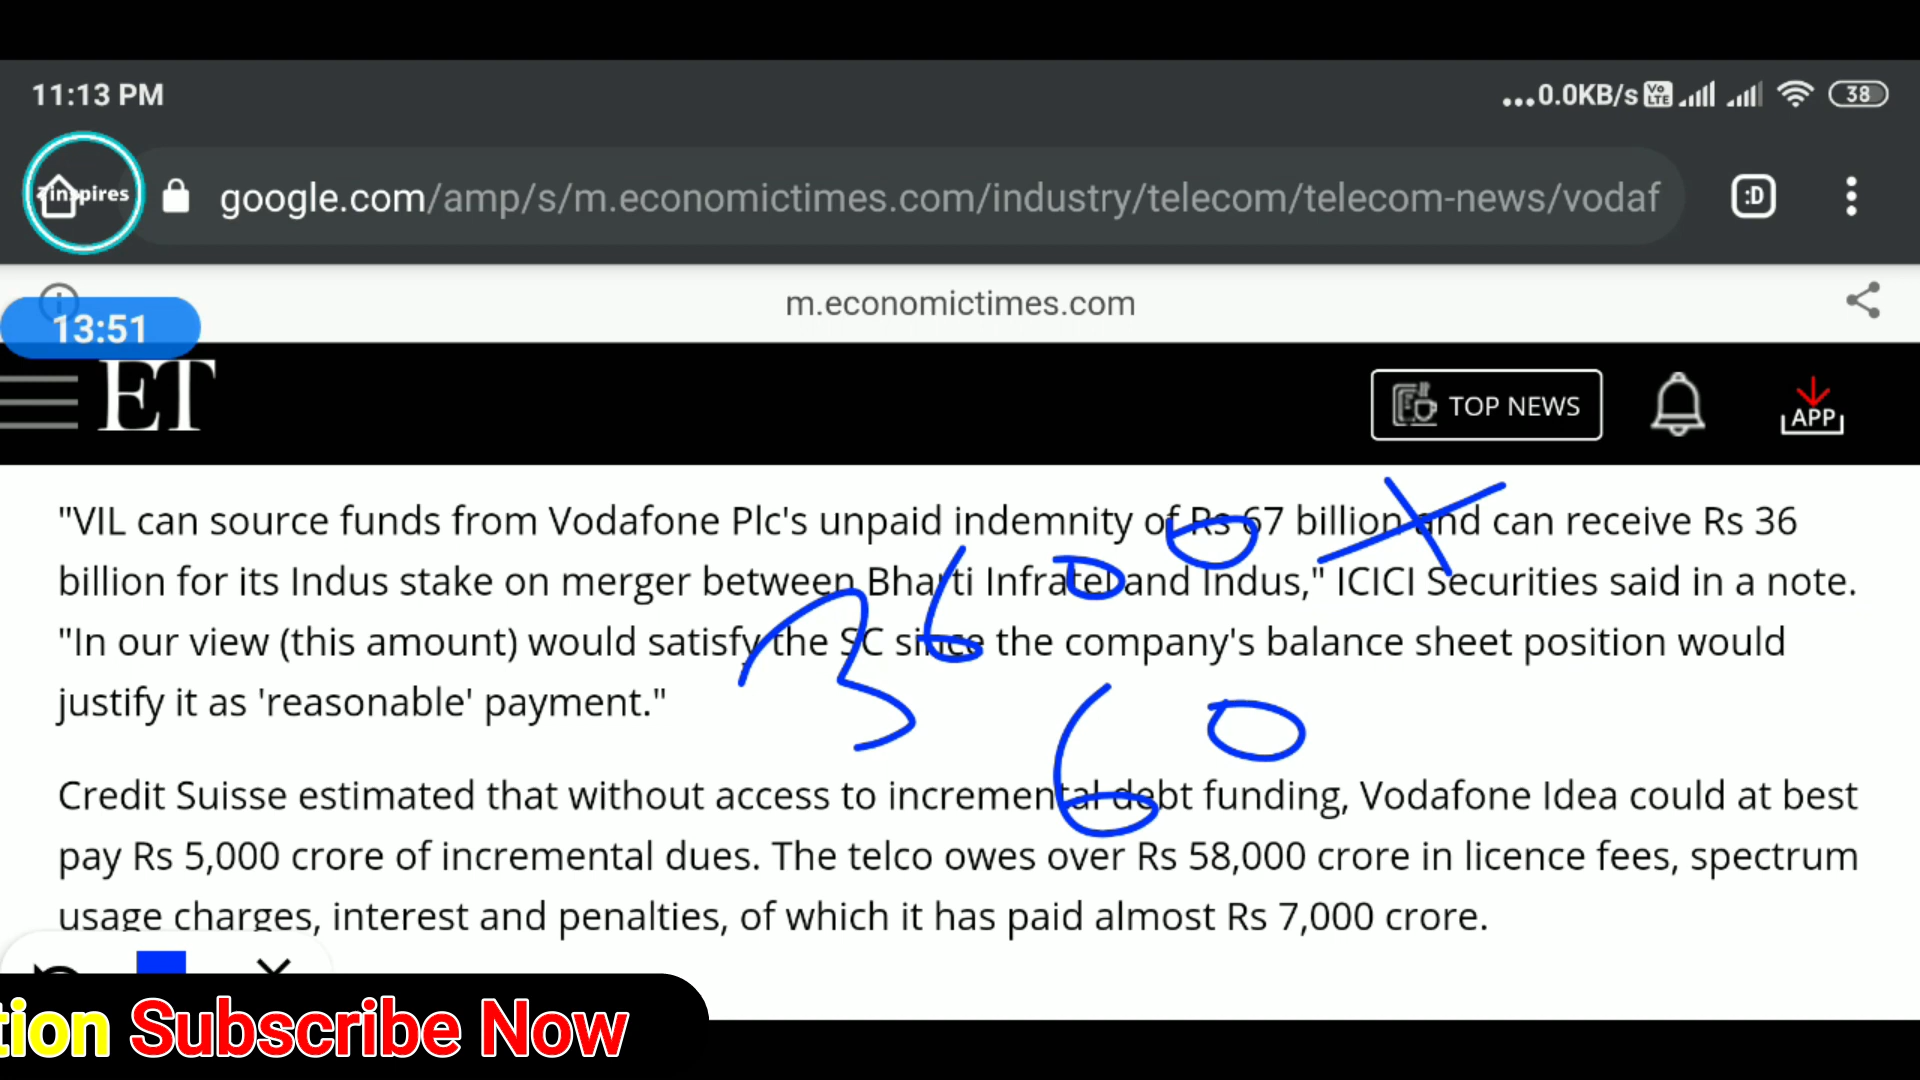 11:13 PM
...0.0KB/s Vo LTE 38
inspires
google.com/amp/s/m.economictimes.com/industry/telecom/telecom-news/vodaf
:D
m.economictimes.com
13:51
ET
TOP NEWS
APP
"VIL can source funds from Vodafone Plc's unpaid indemnity of Rs 67 billion and can receive Rs 36
billion for its Indus stake on merger between Bharti Infratel and Indus," ICICI Securities said in a note.
"In our view (this amount) would satisfy the SC since the company's balance sheet position would
justify it as 'reasonable' payment."
3600
60
Credit Suisse estimated that without access to incremental debt funding, Vodafone Idea could at best
pay Rs 5,000 crore of incremental dues. The telco owes over Rs 58,000 crore in licence fees, spectrum
usage charges, interest and penalties, of which it has paid almost Rs 7,000 crore.
tion Subscribe Now